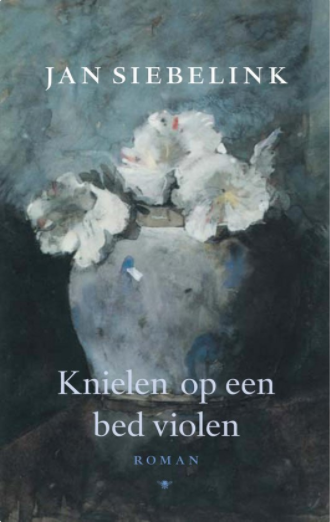 JAN SIEBELINK
Knielen op een
bed violen
ROMAN